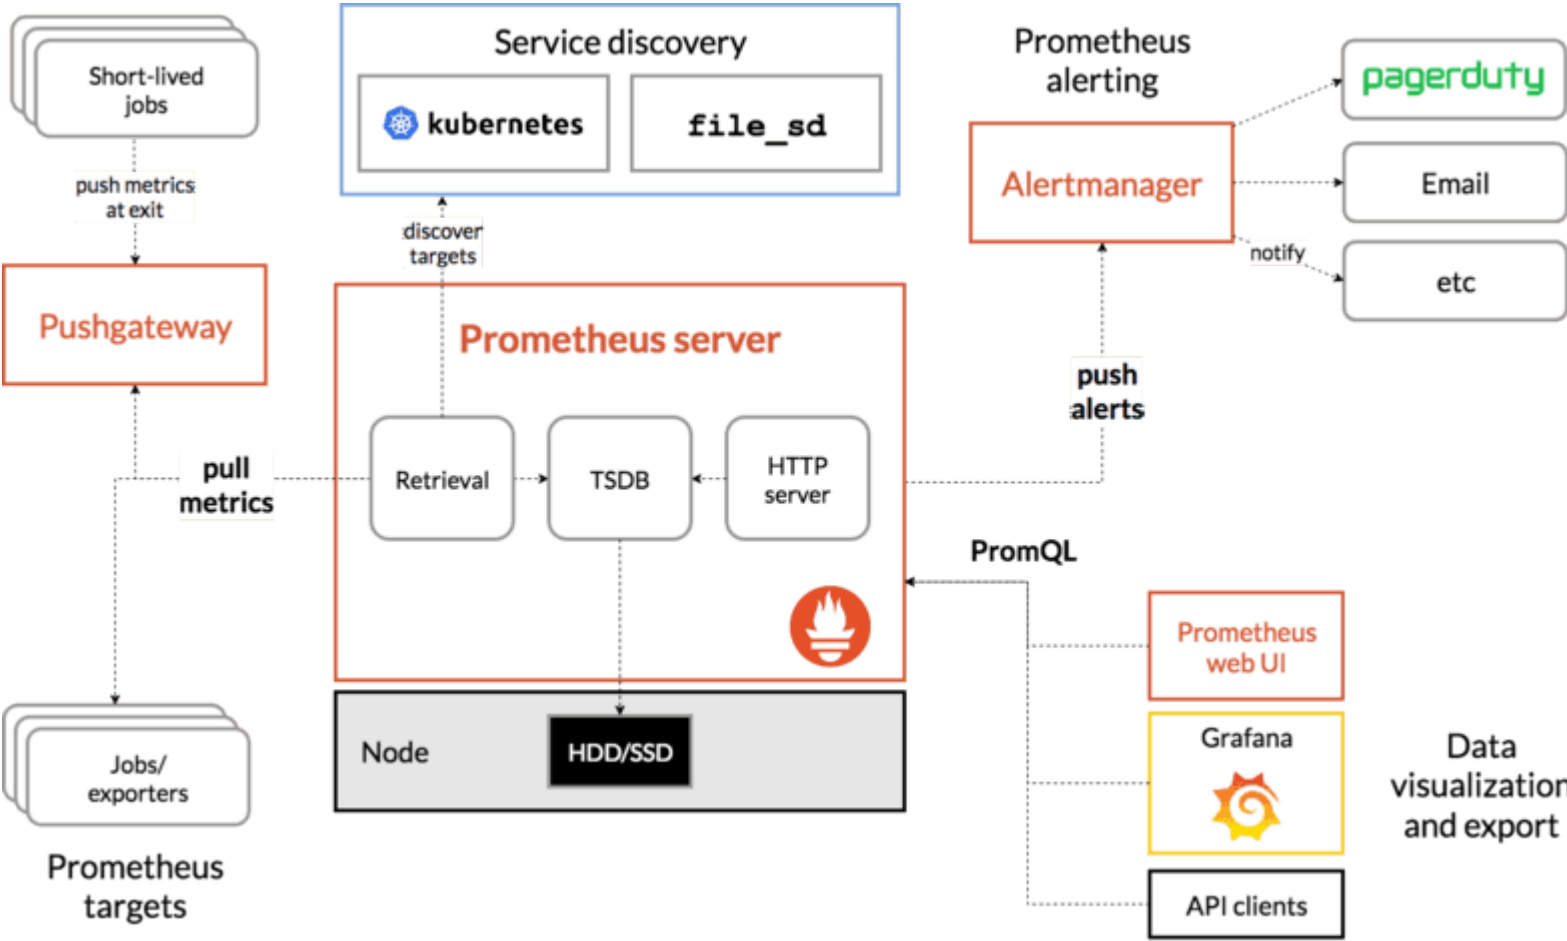 Short-lived
jobs
push metrics
at exit
Pushgateway
pull
metrics
Jobs/
exporters
Prometheus
targets
Service discovery
kubernetes
file_sd
discover
targets
Prometheus server
Retrieval
TSDB
HTTP
server
Node
HDD/SSD
Prometheus
alerting
Alertmanager
pagerduty
Email
notify
etc
push
alerts
PromQL
Prometheus
web UI
Grafana
API clients
Data
visualization
and export